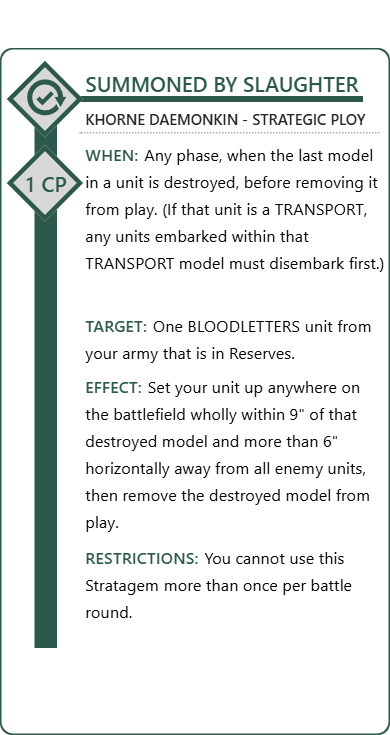 SUMMONED BY SLAUGHTER
KHORNE DAEMONKIN - STRATEGIC PLOY
1 CP
WHEN: Any phase, when the last model
in a unit is destroyed, before removing it
from play. (If that unit is a TRANSPORT,
any units embarked within that
TRANSPORT model must disembark first.)
TARGET: One BLOODLETTERS unit from
your army that is in Reserves.
EFFECT: Set your unit up anywhere on
the battlefield wholly within 9" of that
destroyed model and more than 6"
horizontally away from all enemy units,
then remove the destroyed model from
play.
RESTRICTIONS: You cannot use this
Stratagem more than once per battle
round.